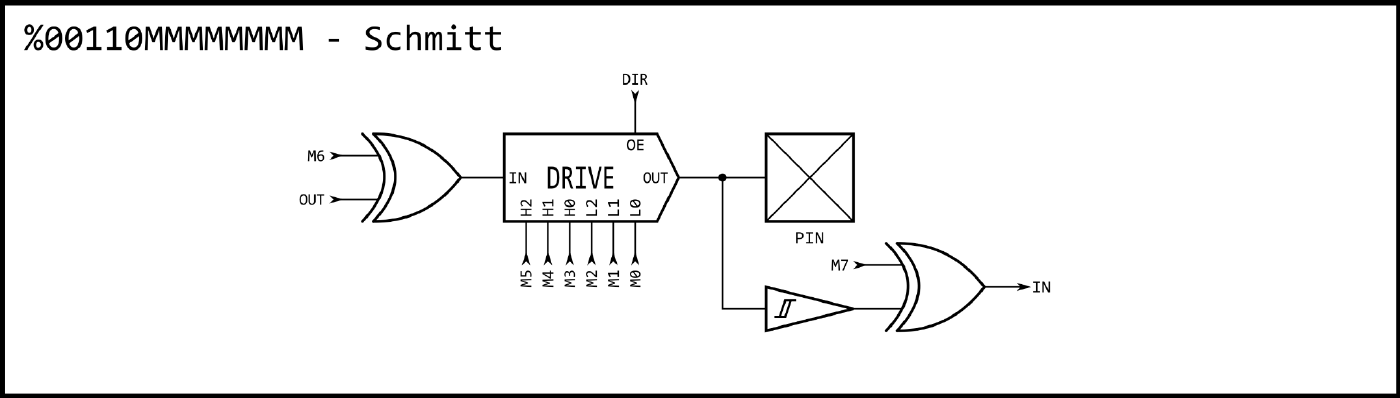 %00110MMMMMMMM - Schmitt
DIR
OE
M6
OUT
IN DRIVE OUT
H2 H1 H0 L2 L1 L0
M5 M4 M3 M2 M1 M0
PIN
M7
IN